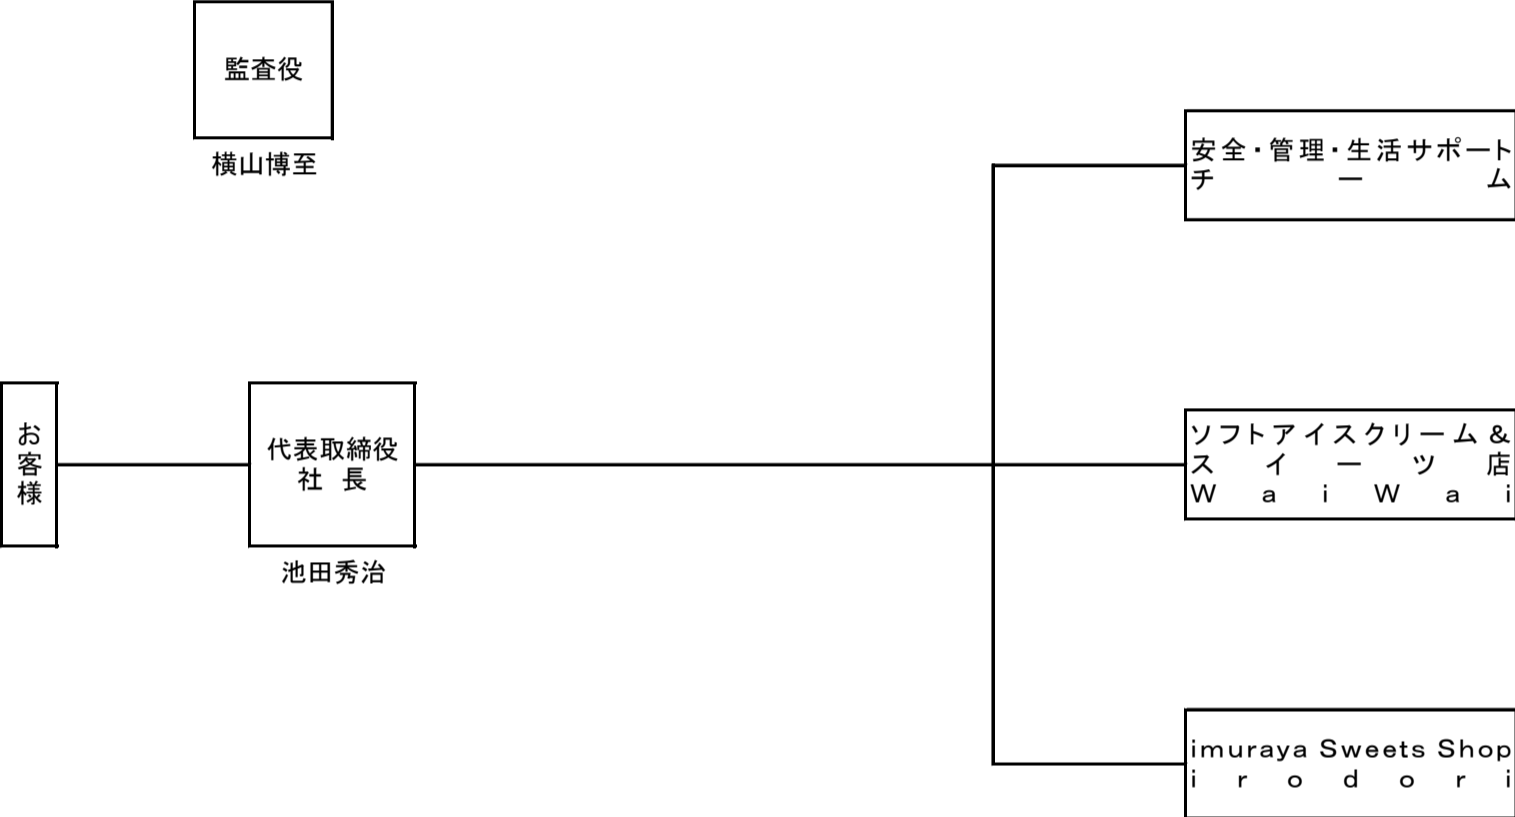 監査役
横山博至
安全・管理・生活サポート
チーム
お客様
代表取締役
社長
池田秀治
ソフトアイスクリーム＆
スイーツ店
WaiWai
imuraya Sweets Shop
irodori